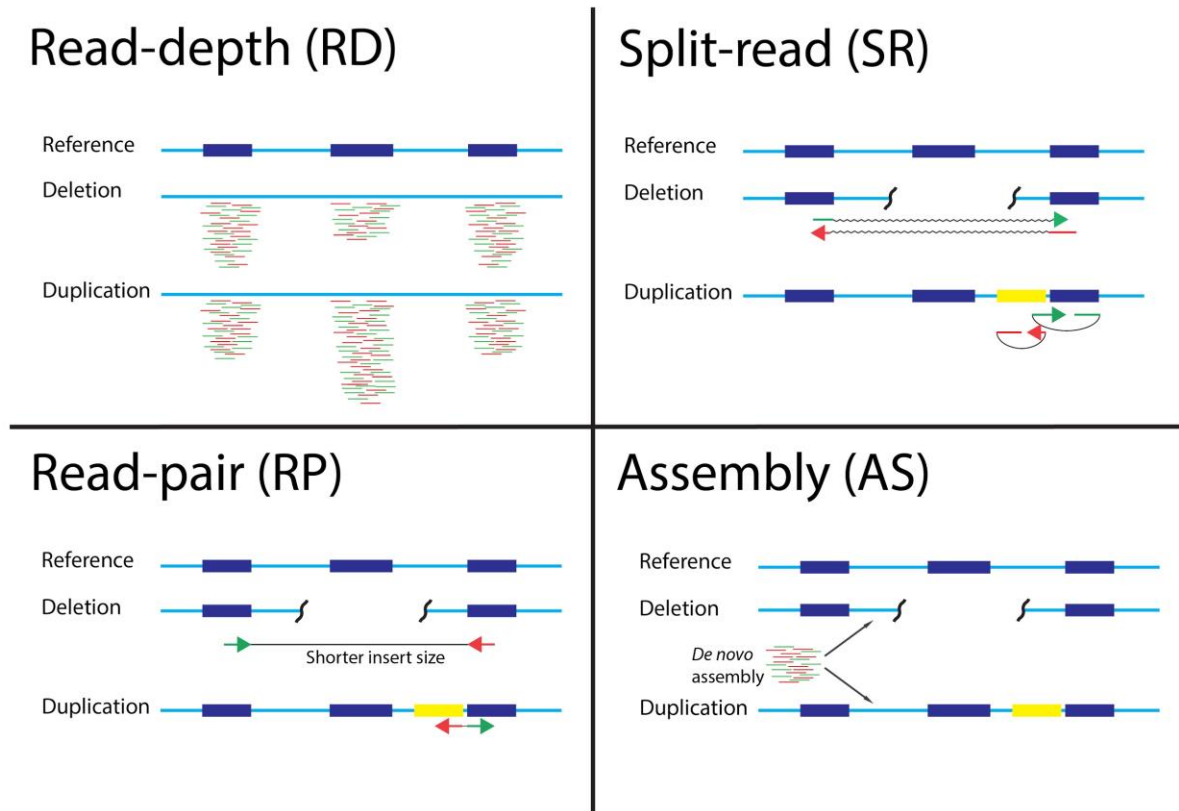 Read-depth (RD)
Reference
Deletion
Duplication
Split-read (SR)
Reference
Deletion
Duplication
Read-pair (RP)
Reference
Deletion
Shorter insert size
Duplication
Assembly (AS)
Reference
Deletion
De novo
assembly
Duplication